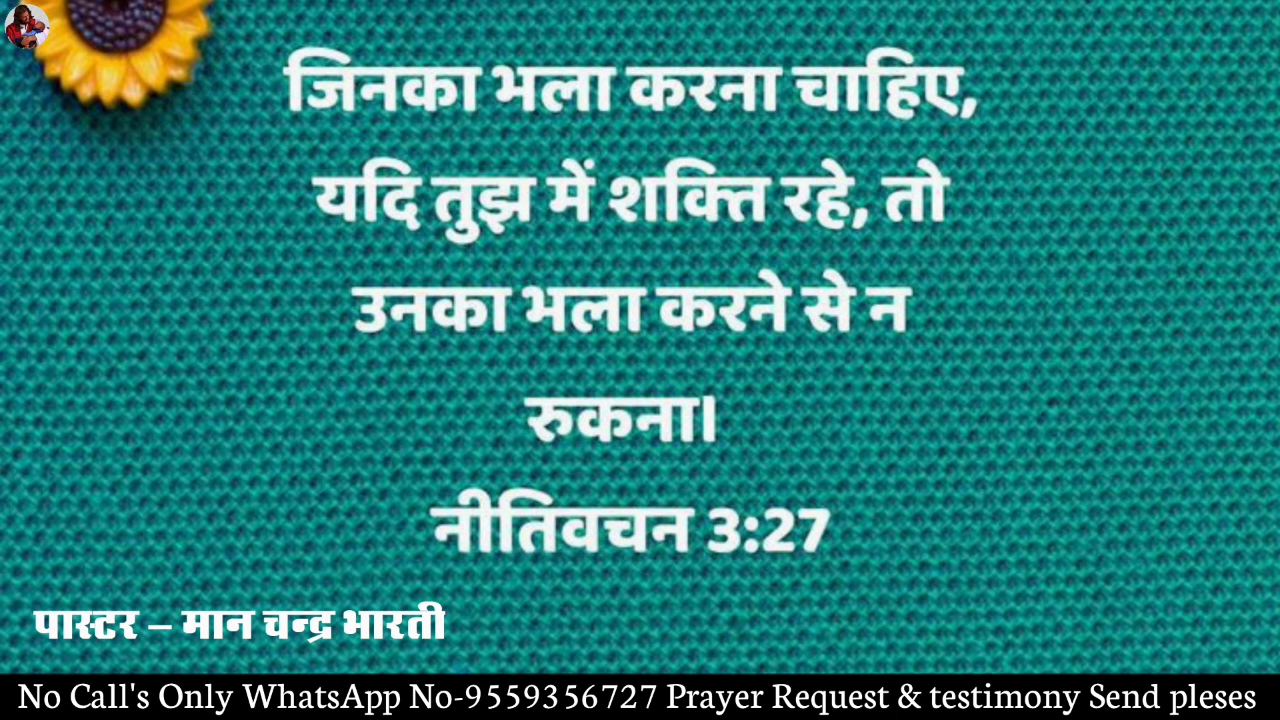 जिनका भला करना चाहिए,
यदि तुझ में शक्ति रहे, तो
उनका भला करने से न
रुकना।
नीतिवचन 3:27
पास्टर – मान चन्द्र भारती
No Call's Only WhatsApp No-9559356727 Prayer Request & testimony Send pleses